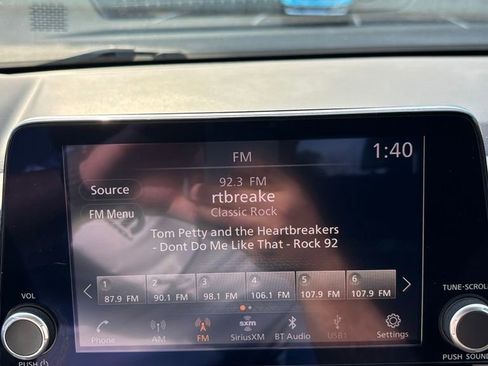 FM
1:40
Source
92.3 FM
rtbreake
FM Menu
Classic Rock
Tom Petty and the Heartbreakers
- Dont Do Me Like That - Rock 92
1 2 3 4 5 6
87.9 FM 90.1 FM 98.1 FM 106.1 FM 107.9 FM 107.9 FM
VOL
TUNE-SCROLL
Phone AM FM SiriusXM BT Audio USB1 Settings
sxm
PUSH
PUSH SOUND